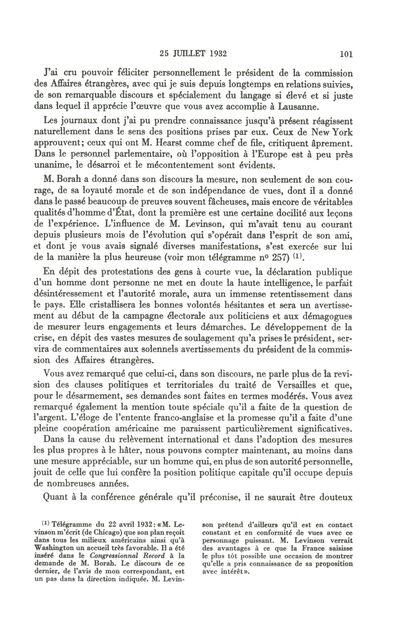 25 JUILLET 1932 101
J'ai cru pouvoir féliciter personnellement le président de la commission
des Affaires étrangères, avec qui je suis depuis longtemps en relations suivies,
de son remarquable discours et spécialement du langage si élevé et si juste
dans lequel il apprécie l'œuvre que vous avez accomplie à Lausanne.
Les journaux dont j'ai pu prendre connaissance jusqu'à présent réagissent
naturellement dans le sens des positions prises par eux. Ceux de New York
approuvent; ceux qui ont M. Hearst comme chef de file, critiquent âprement.
Dans le personnel parlementaire, où l'opposition à l'Europe est à peu près
unanime, le désarroi et le mécontentement sont évidents.
M. Borah a donné dans son discours la mesure, non seulement de son cou-
rage, de sa loyauté morale et de son indépendance de vues, dont il a donné
dans le passé beaucoup de preuves souvent fâcheuses, mais encore de véritables
qualités d'homme d'État, dont la première est une certaine docilité aux leçons
de l'expérience. L'influence de M. Levinson, qui m'avait tenu au courant
depuis plusieurs mois de l'évolution qui s'opérait dans l'esprit de son ami,
et dont je vous avais signalé diverses manifestations, s'est exercée sur lui
de la manière la plus heureuse (voir mon télégramme nº 257) (1).
En dépit des protestations des gens à courte vue, la déclaration publique
d'un homme dont personne ne met en doute la haute intelligence, le parfait
désintéressement et l'autorité morale, aura un immense retentissement dans
le pays. Elle cristallisera les bonnes volontés hésitantes et sera un avertisse-
ment au début de la campagne électorale aux politiciens et aux démagogues
de mesurer leurs engagements et leurs démarches. Le développement de la
crise, en dépit des vastes mesures de soulagement qu'a prises le président, ser-
vira de commentaires aux solennels avertissements du président de la commis-
sion des Affaires étrangères.
Vous avez remarqué que celui-ci, dans son discours, ne parle plus de la revi-
sion des clauses politiques et territoriales du traité de Versailles et que,
pour le désarmement, ses demandes sont faites en termes modérés. Vous avez
remarqué également la mention toute spéciale qu'il a faite de la question de
l'argent. L'éloge de l'entente franco-anglaise et la promesse qu'il a faite d'une
pleine coopération américaine me paraissent particulièrement significatives.
Dans la cause du relèvement international et dans l'adoption des mesures
les plus propres à le hâter, nous pouvons compter maintenant, au moins dans
une mesure appréciable, sur un homme qui, en plus de son autorité personnelle,
jouit de celle que lui confère la position politique capitale qu'il occupe depuis
de nombreuses années.
Quant à la conférence générale qu'il préconise, il ne saurait être douteux
(1) Télégramme du 22 avril 1932: «M. Le-
vinson m'écrit (de Chicago) que son plan reçoit
dans tous les milieux américains ainsi qu'à
Washington un accueil très favorable. Il a été
inséré dans le Congressionnal Record à la
demande de M. Borah. Le discours de ce
dernier, de l'avis de mon correspondant, est
un pas dans la direction indiquée. M. Levin-
son prétend d'ailleurs qu'il est en contact
constant et en conformité de vues avec ce
personnage puissant. M. Levinson verrait
des avantages à ce que la France saisisse
le plus tôt possible une occasion de montrer
qu'elle a pris connaissance de sa proposition
avec intérêt».